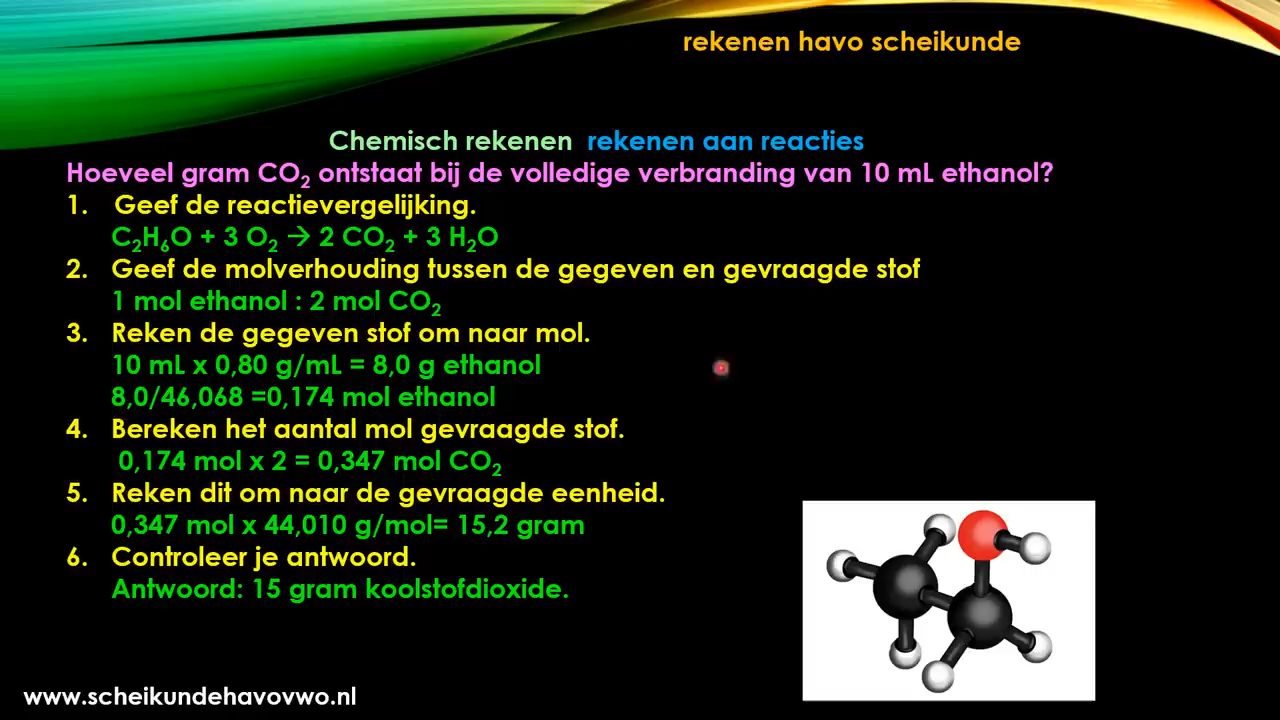 rekenen havo scheikunde
Chemisch rekenen rekenen aan reacties
Hoeveel gram CO₂ ontstaat bij de volledige verbranding van 10 mL ethanol?
1. Geef de reactievergelijking.
C₂H₆O + 3 O₂ → 2 CO₂ + 3 H₂O
2. Geef de molverhouding tussen de gegeven en gevraagde stof
1 mol ethanol : 2 mol CO₂
3. Reken de gegeven stof om naar mol.
10 mL x 0,80 g/mL = 8,0 g ethanol
8,0/46,068 =0,174 mol ethanol
4. Bereken het aantal mol gevraagde stof.
0,174 mol x 2 = 0,347 mol CO₂
5. Reken dit om naar de gevraagde eenheid.
0,347 mol x 44,010 g/mol= 15,2 gram
6. Controleer je antwoord.
Antwoord: 15 gram koolstofdioxide.
www.scheikundehavovwo.nl